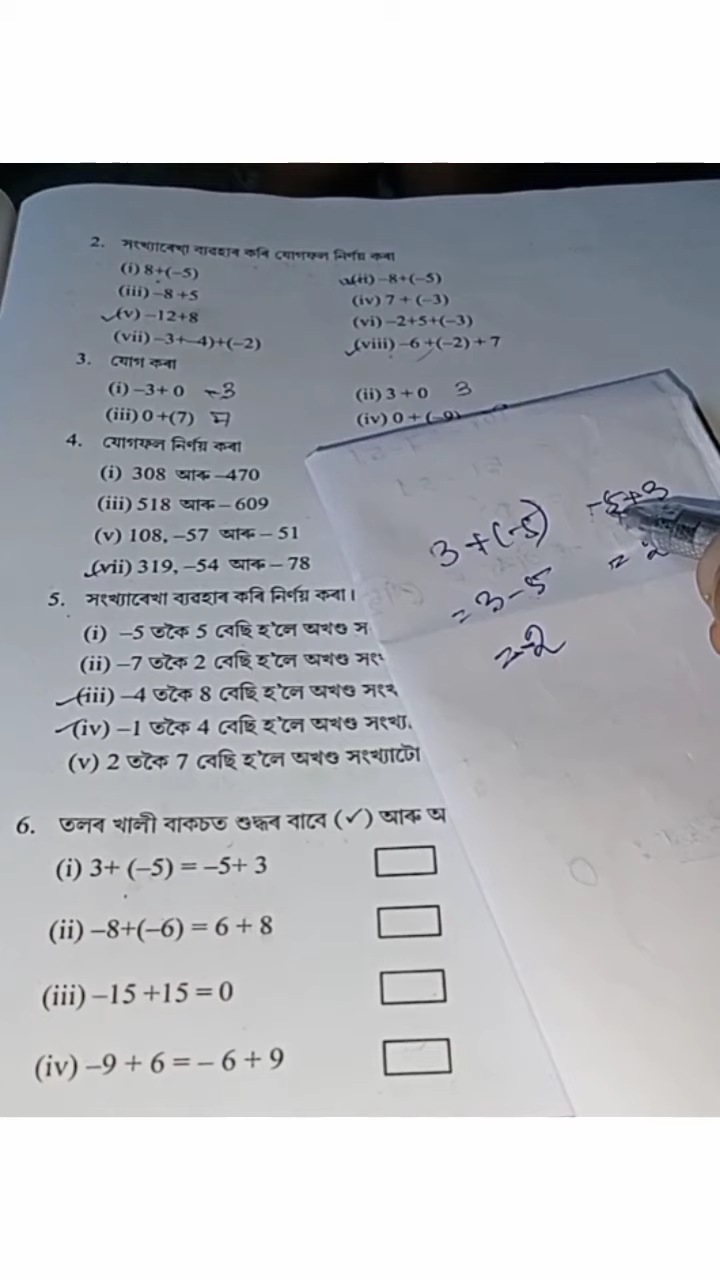 2. সংখ্যাৰেখা ব্যৱহাৰ কৰি যোগফল নিৰ্ণয় কৰা
(i) 8+(−5) (ii) −8+(−5)
(iii) −8 +5 (iv) 7 + (−3)
(v) −12+8 (vi) −2+5+(−3)
(vii) −3+ −4)+(−2) (viii) −6 +(−2) + 7
3. যোগ কৰা
(i) −3+ 0 −3 (ii) 3 + 0 3
(iii) 0 +(7) (iv) 0 + (−9)
4. যোগফল নিৰ্ণয় কৰা
(i) 308 আৰু −470
(iii) 518 আৰু − 609
(v) 108, −57 আৰু − 51
(vii) 319, −54 আৰু − 78
5. সংখ্যাৰেখা ব্যৱহাৰ কৰি নিৰ্ণয় কৰা।
(i) −5 তকৈ 5 বেছি হ'লে অখণ্ড
(ii) −7 তকৈ 2 বেছি হ'লে অখণ্ড
(iii) −4 তকৈ 8 বেছি হ'লে অখণ্ড
(iv) −1 তকৈ 4 বেছি হ'লে অখণ্ড সংখ্যা
(v) 2 তকৈ 7 বেছি হ'লে অখণ্ড সংখ্যাটো
6. তলৰ খালী বাকচত শুদ্ধৰ বাবে (✓) আৰু অ
(i) 3+ (−5) = −5+ 3
(ii) −8+(−6) = 6 + 8
(iii) −15 +15 = 0
(iv) −9 + 6 = − 6 + 9
3 + (−5) −5+3
= 3 − 5 = 2
= −2